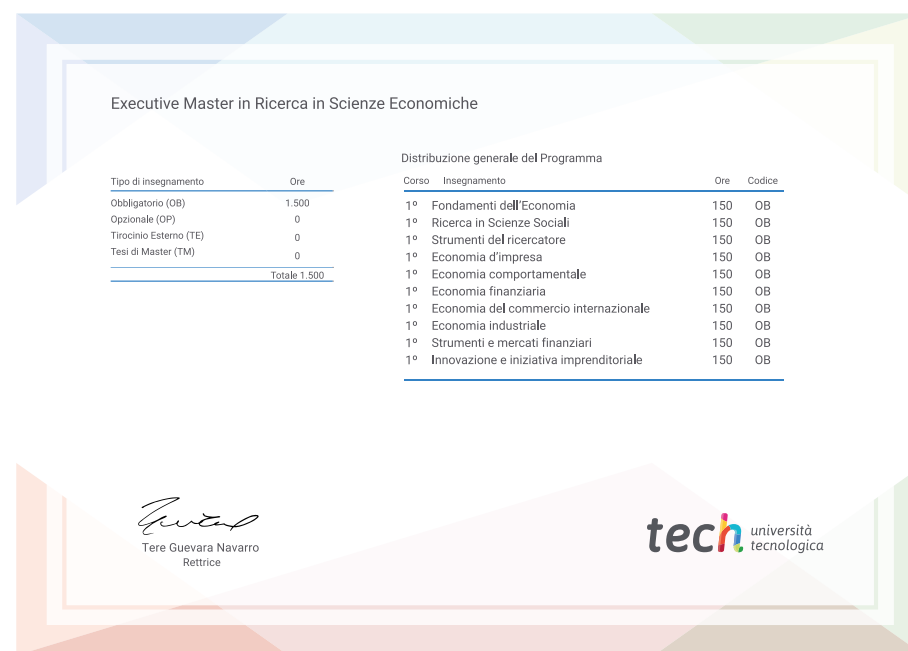 Executive Master in Ricerca in Scienze Economiche
Tipo di insegnamento Ore
Obbligatorio (OB) 1.500
Opzionale (OP) 0
Tirocinio Esterno (TE) 0
Tesi di Master (TM) 0
Totale 1.500
Distribuzione generale del Programma
Corso Insegnamento Ore Codice
1º Fondamenti dell'Economia 150 OB
1º Ricerca in Scienze Sociali 150 OB
1º Strumenti del ricercatore 150 OB
1º Economia d'impresa 150 OB
1º Economia comportamentale 150 OB
1º Economia finanziaria 150 OB
1º Economia del commercio internazionale 150 OB
1º Economia industriale 150 OB
1º Strumenti e mercati finanziari 150 OB
1º Innovazione e iniziativa imprenditoriale 150 OB
Tere Guevara Navarro
Rettrice
tech università
tecnologica